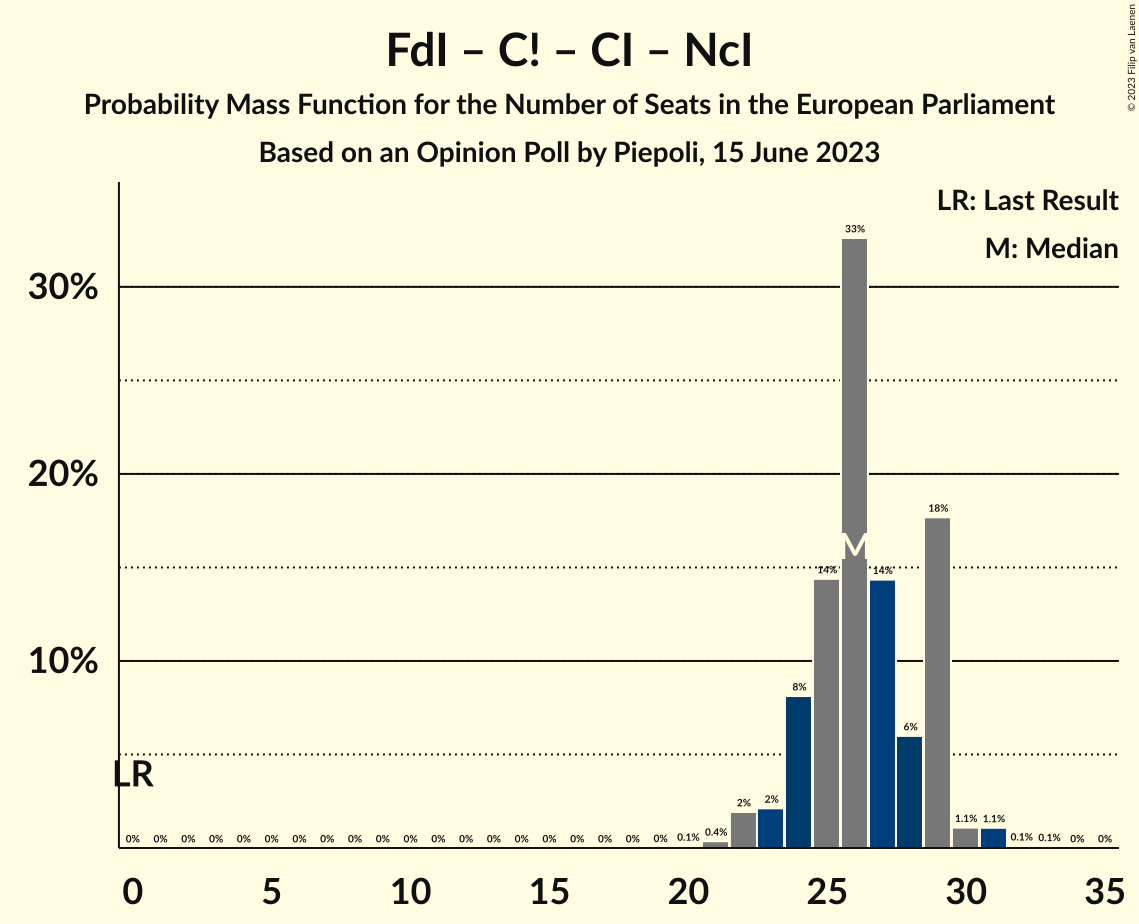 FdI – C! – CI – NcI
Probability Mass Function for the Number of Seats in the European Parliament
Based on an Opinion Poll by Piepoli, 15 June 2023
© 2023 Filip van Laenen
LR: Last Result
M: Median
33%
30%
20%
18%
M
14% 14%
10%
8%
6%
LR
2% 2%
0% 0% 0% 0% 0% 0% 0% 0% 0% 0% 0% 0% 0% 0% 0% 0% 0% 0% 0% 0% 0.1% 0.4% 1.1% 1.1% 0.1% 0.1% 0% 0%
0 5 10 15 20 25 30 35